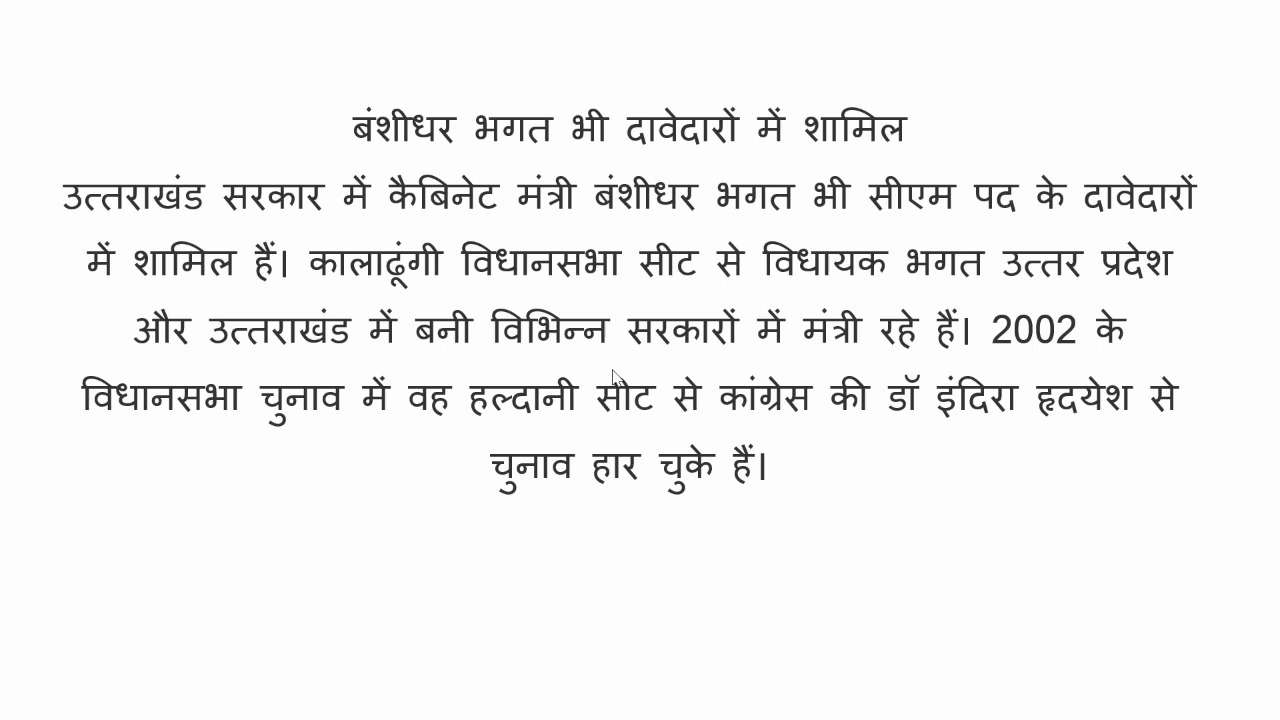 बंशीधर भगत भी दावेदारों में शामिल
उत्तराखंड सरकार में कैबिनेट मंत्री बंशीधर भगत भी सीएम पद के दावेदारों
में शामिल हैं। कालाढूंगी विधानसभा सीट से विधायक भगत उत्तर प्रदेश
और उत्तराखंड में बनी विभिन्न सरकारों में मंत्री रहे हैं। 2002 के
विधानसभा चुनाव में वह हल्दानी सीट से कांग्रेस की डॉ इंदिरा हृदयेश से
चुनाव हार चुके हैं।